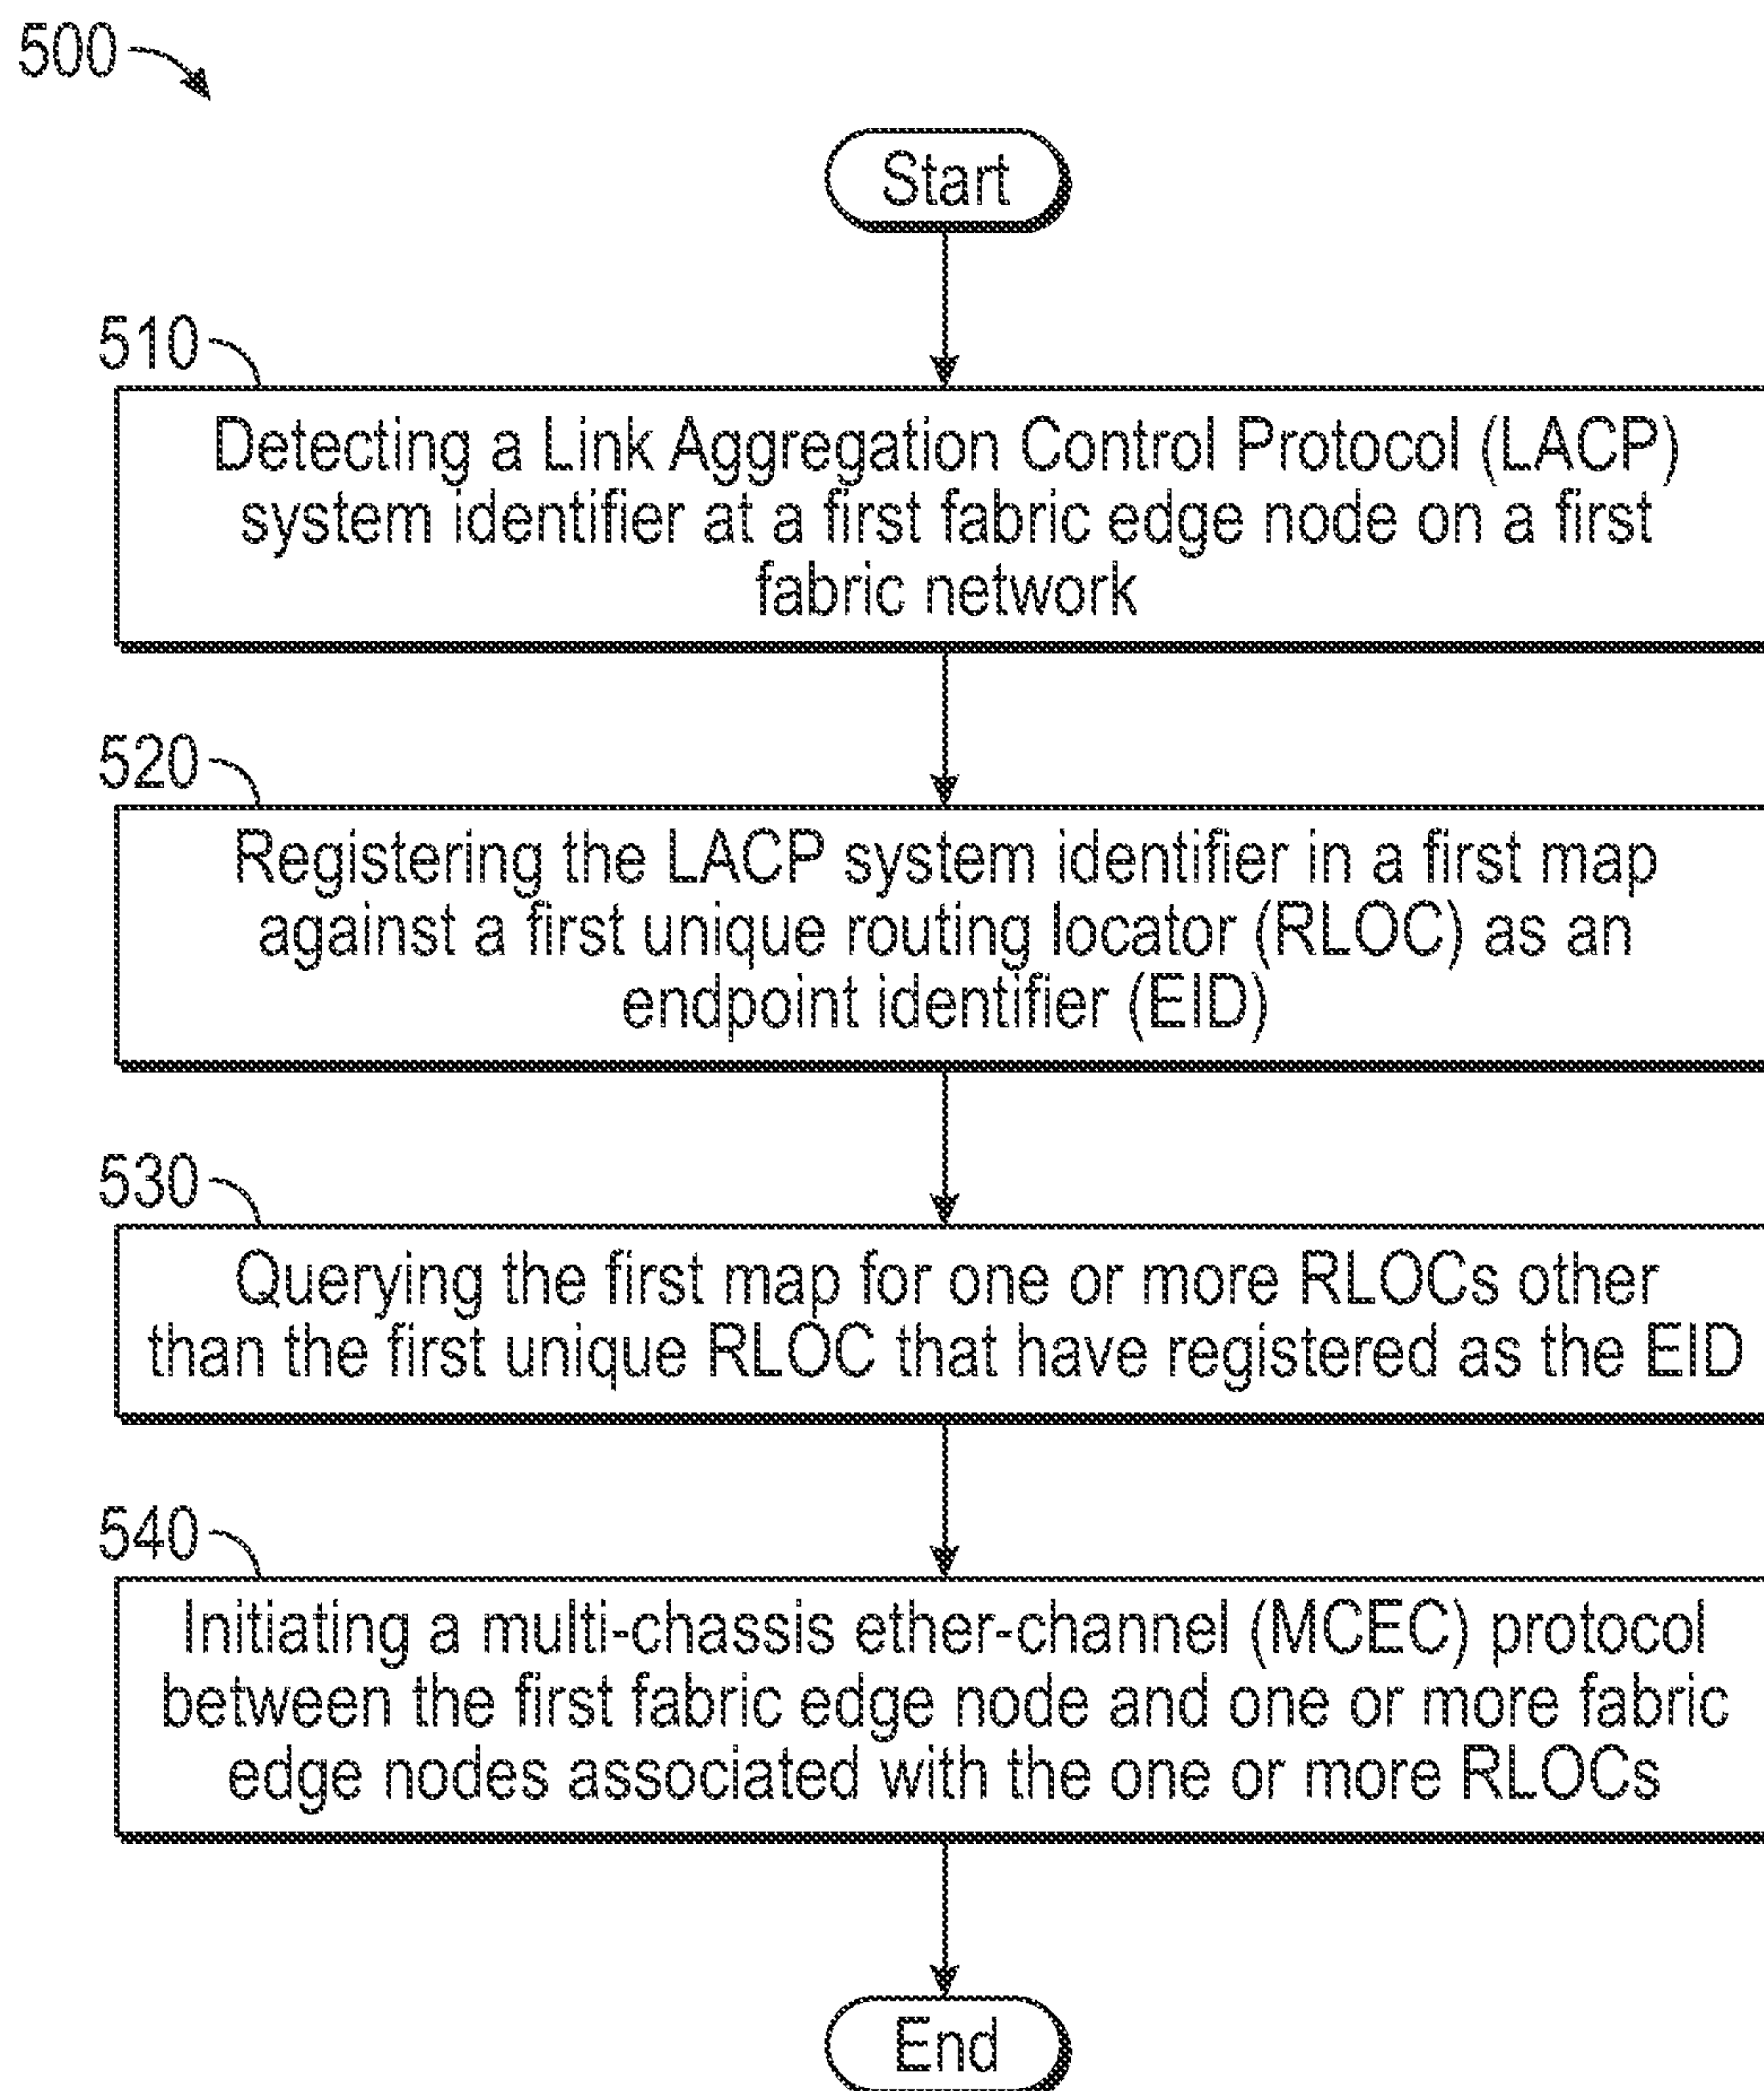 500
Start
510
Detecting a Link Aggregation Control Protocol (LACP)
system identifier at a first fabric edge node on a first
fabric network
520
Registering the LACP system identifier in a first map
against a first unique routing locator (RLOC) as an
endpoint identifier (EID)
530
Querying the first map for one or more RLOCs other
than the first unique RLOC that have registered as the EID
540
Initiating a multi-chassis ether-channel (MCEC) protocol
between the first fabric edge node and one or more fabric
edge nodes associated with the one or more RLOCs
End